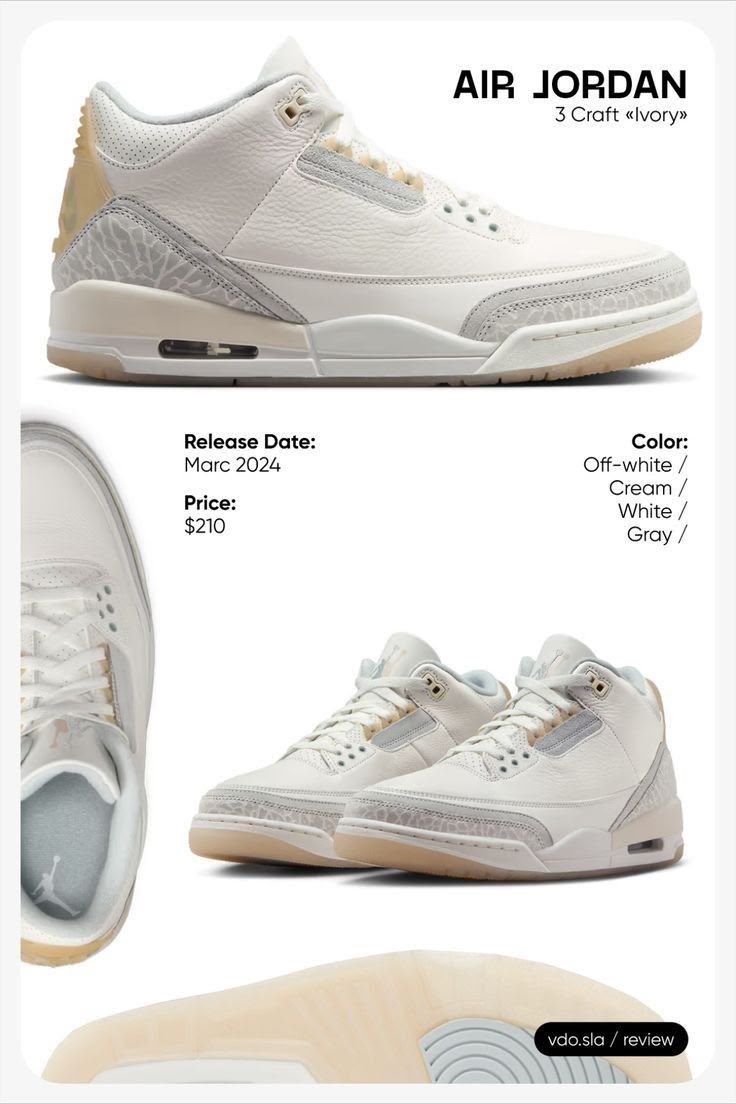 AIR JORDAN
3 Craft «Ivory»
Release Date:
Marc 2024
Price:
$210
Color:
Off-white /
Cream /
White /
Gray /
vdo.sla / review